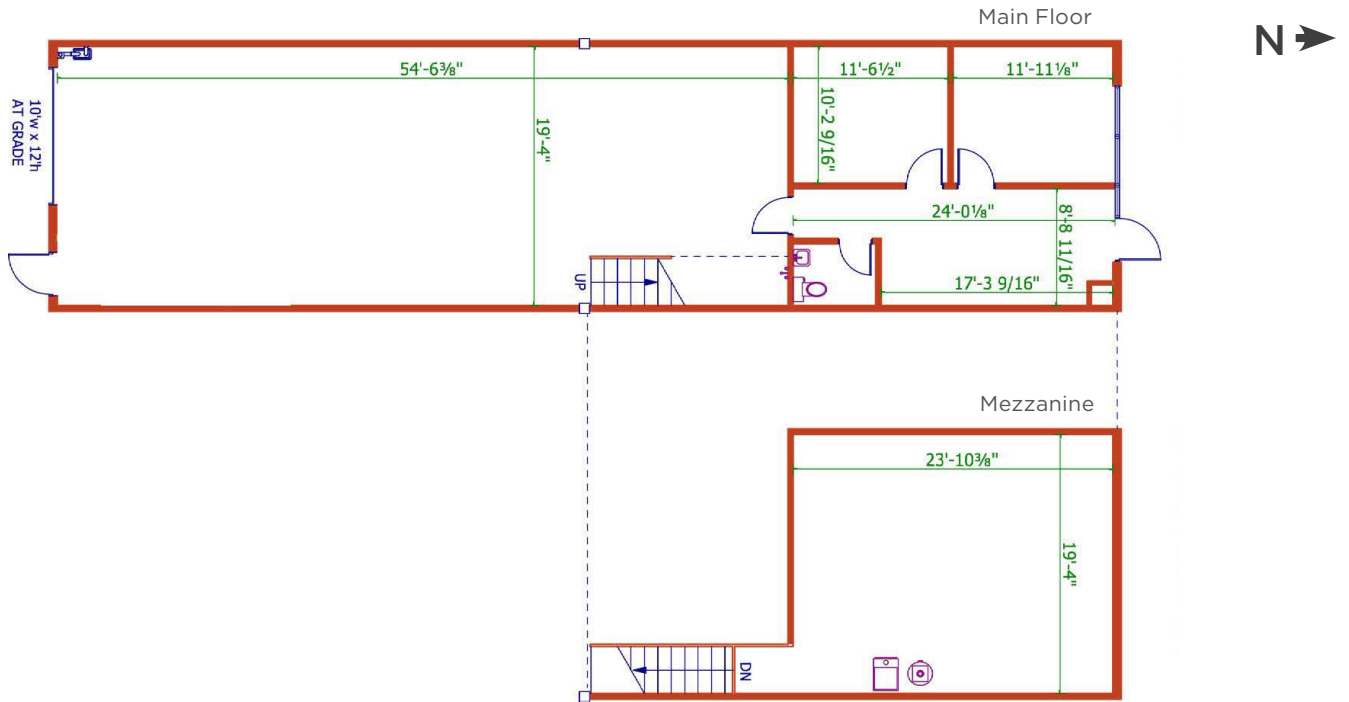 Main Floor
N
54'-6⅜"
11'-6½"
11'-11⅛"
10'w x 12'h
AT GRADE
19'-4"
10'-2 9/16"
24'-0⅛"
8'-8 11/16"
UP
17'-3 9/16"
Mezzanine
23'-10⅜"
19'-4"
DN